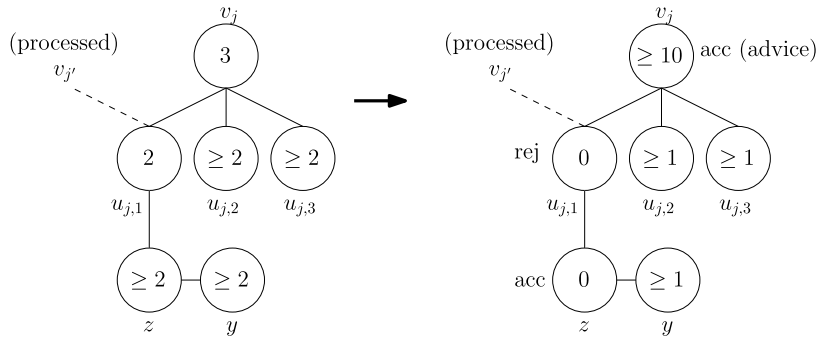 v_j
(processed)
v_{j'}
3
2
≥ 2
≥ 2
u_{j,1}
u_{j,2}
u_{j,3}
≥ 2
≥ 2
z
y
v_j
(processed)
v_{j'}
≥ 10
acc (advice)
rej
0
≥ 1
≥ 1
u_{j,1}
u_{j,2}
u_{j,3}
acc
0
≥ 1
z
y